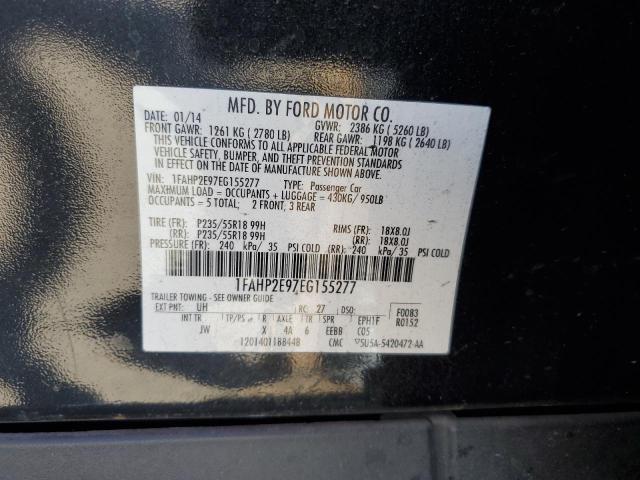 MFD. BY FORD MOTOR CO.
DATE: 01/14 GVWR: 2386 KG ( 5260 LB)
FRONT GAWR: 1261 KG ( 2780 LB) REAR GAWR: 1198 KG ( 2640 LB)
THIS VEHICLE CONFORMS TO ALL APPLICABLE FEDERAL MOTOR
VEHICLE SAFETY, BUMPER, AND THEFT PREVENTION STANDARDS
IN EFFECT ON THE DATE OF MANUFACTURE SHOWN ABOVE.
VIN: 1FAHP2E97EG155277 TYPE: Passenger Car
MAXIMUM LOAD = OCCUPANTS + LUGGAGE = 430KG/ 950LB
OCCUPANTS = 5 TOTAL: 2 FRONT, 3 REAR
TIRE (FR): P235/55R18 99H RIMS (FR): 18X8.0J
(RR): P235/55R18 99H (RR): 18X8.0J
PRESSURE (FR): 240 kPa/ 35 PSI COLD (RR): 240 kPa/ 35 PSI COLD
1FAHP2E97EG155277
TRAILER TOWING - SEE OWNER GUIDE
EXT PNT: UH RC: 27 DSO: F0083
INT TR TP/PS R AXLE TR SPR EPH1F R0152
JW X 4A 6 EEBB C5
1201401188448 CMC 5U5A-5420472-AA